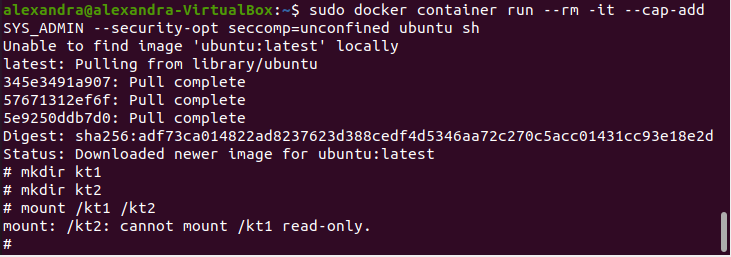 alexandra@alexandra-VirtualBox:~$ sudo docker container run --rm -it --cap-add
SYS_ADMIN --security-opt seccomp=unconfined ubuntu sh
Unable to find image 'ubuntu:latest' locally
latest: Pulling from library/ubuntu
345e3491a907: Pull complete
57671312ef6f: Pull complete
5e9250ddb7d0: Pull complete
Digest: sha256:adf73ca014822ad8237623d388cedf4d5346aa72c270c5acc01431cc93e18e2d
Status: Downloaded newer image for ubuntu:latest
# mkdir kt1
# mkdir kt2
# mount /kt1 /kt2
mount: /kt2: cannot mount /kt1 read-only.
#